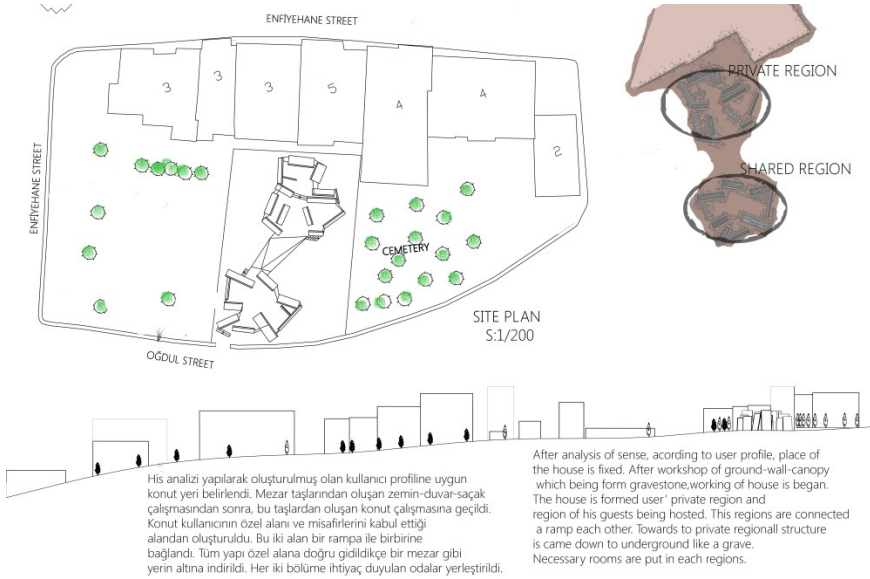 ENFİYEHANE STREET
PRIVATE REGION
SHARED REGION
3
3
3
5
4
4
2
ENFİYEHANE STREET
CEMETERY
SITE PLAN
S:1/200
OĞDUL STREET
His analizi yapılarak oluşturulmuş olan kullanıcı profiline uygun
konut yeri belirlendi. Mezar taşlarından oluşan zemin-duvar-saçak
çalışmasından sonra, bu taşlardan oluşan konut çalışmasına geçildi.
Konut kullanıcının özel alanı ve misafirlerini kabul ettiği
alandan oluşturuldu. Bu iki alan bir rampa ile birbirine
bağlandı. Tüm yapı özel alana doğru gidildikçe bir mezar gibi
yerin altına indirildi. Her iki bölüme ihtiyaç duyulan odalar yerleştirildi.
After analysis of sense, acording to user profile, place of
the house is fixed. After workshop of ground-wall-canopy
which being form gravestone,working of house is began.
The house is formed user' private region and
region of his guests being hosted. This regions are connected
a ramp each other. Towards to private regionall structure
is came down to underground like a grave.
Necessary rooms are put in each regions.